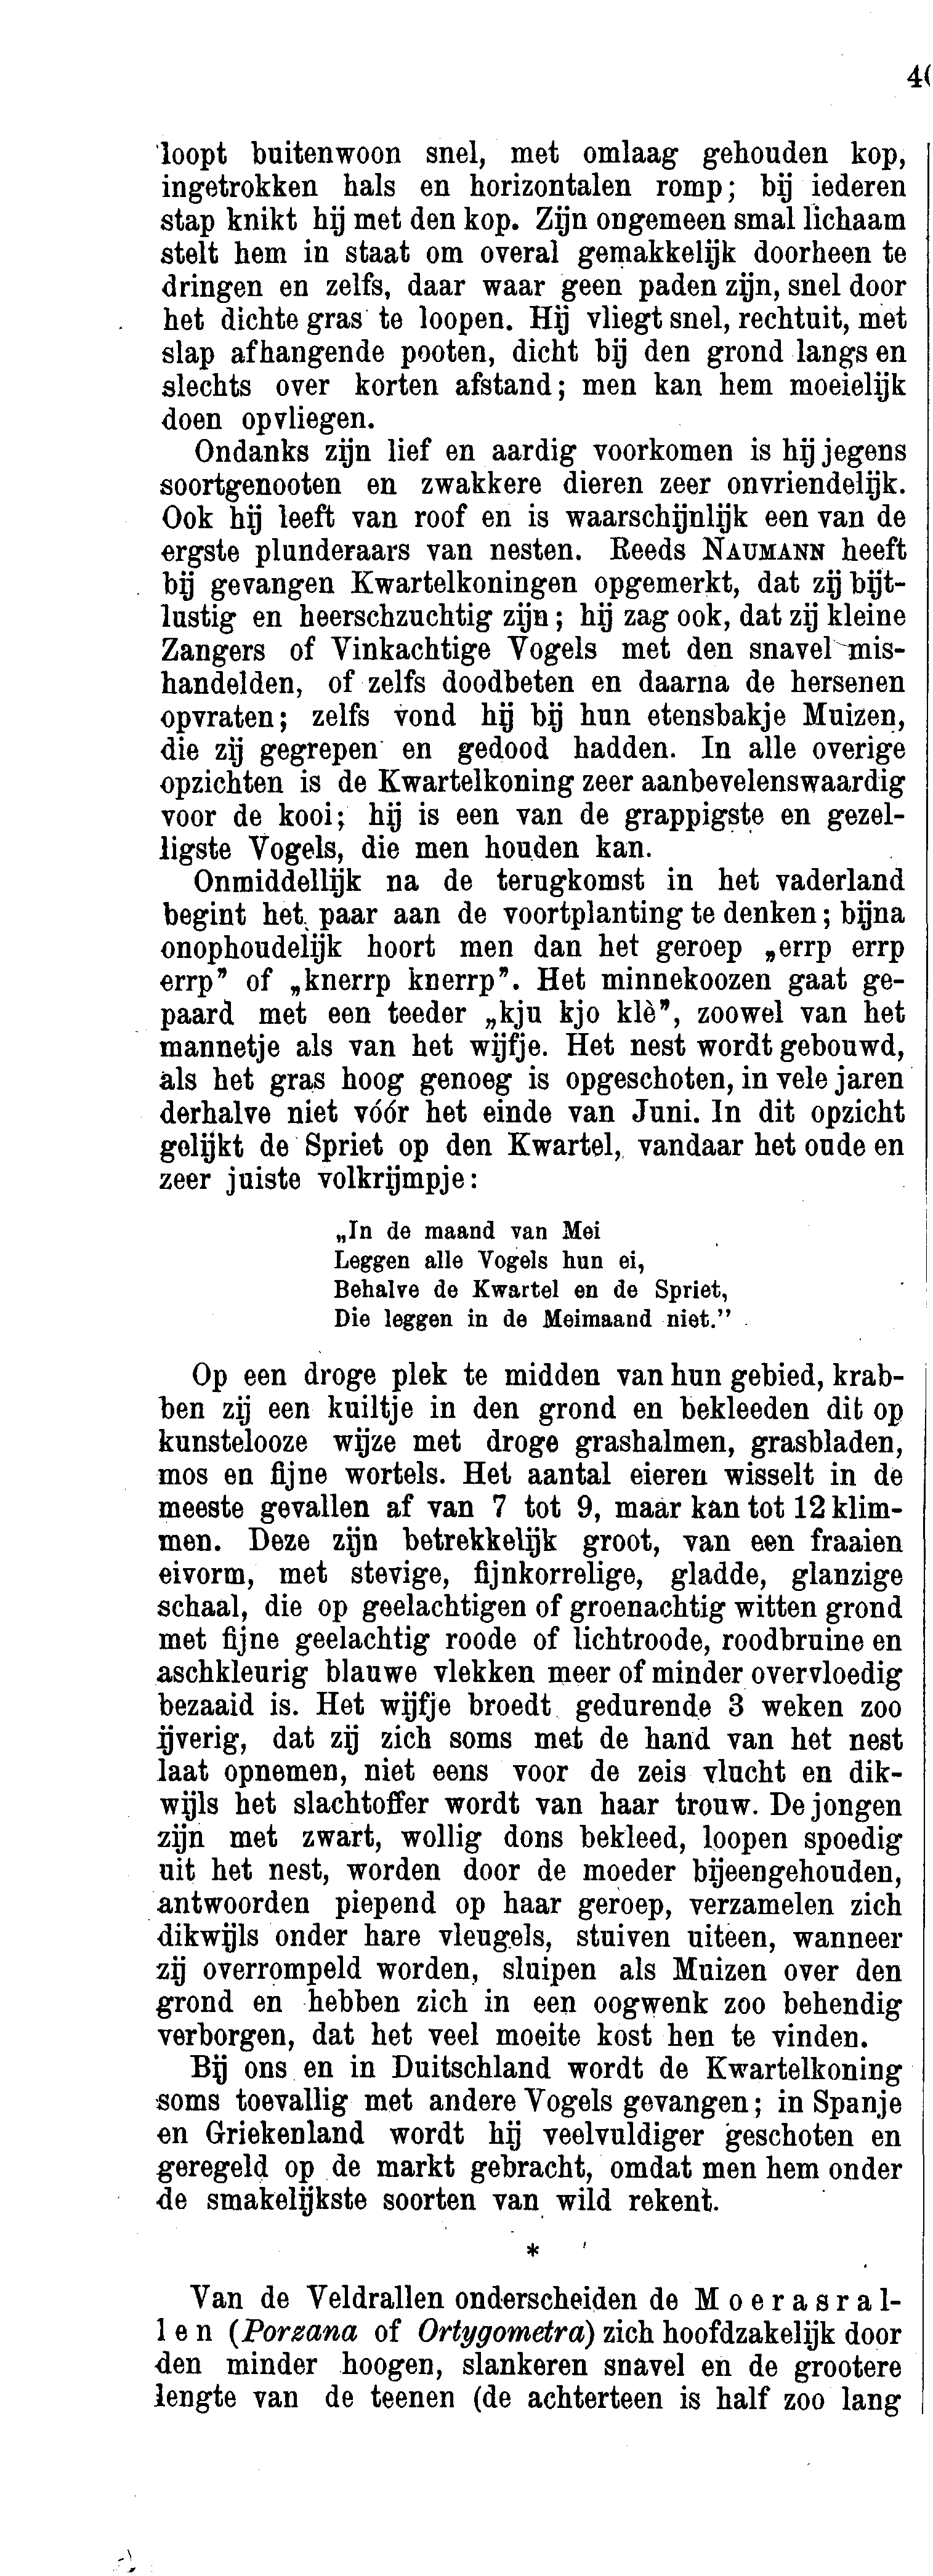 loopt buitenwoon snel, met omlaag gehouden kop,
ingetrokken hals en horizontalen romp; bij iederen
stap knikt hij met den kop. Zijn ongemeen smal lichaam
stelt hem in staat om overal gemakkelijk doorheen te
dringen en zelfs, daar waar geen paden zijn, snel door
het dichte gras te loopen. Hij vliegt snel, rechtuit, met
slap afhangende pooten, dicht bij den grond langs en
slechts over korten afstand; men kan hem moeielijk
doen opvliegen.
Ondanks zijn lief en aardig voorkomen is hij jegens
soortgenooten en zwakkere dieren zeer onvriendelijk.
Ook hij leeft van roof en is waarschijnlijk een van de
ergste plunderaars van nesten. Reeds NAUMANN heeft
bij gevangen Kwartelkoningen opgemerkt, dat zij bijt-
lustig en heerschzuchtig zijn; hij zag ook, dat zij kleine
Zangers of Vinkachtige Vogels met den snavel mis-
handelden, of zelfs doodbeten en daarna de hersenen
opvraten; zelfs vond hij bij hun etensbakje Muizen,
die zij gegrepen en gedood hadden. In alle overige
opzichten is de Kwartelkoning zeer aanbevelenswaardig
voor de kooi; hij is een van de grappigste en gezel-
ligste Vogels, die men houden kan.
Onmiddellijk na de terugkomst in het vaderland
begint het paar aan de voortplanting te denken; bijna
onophoudelijk hoort men dan het geroep „errp errp
errp” of „knerrp knerrp”. Het minnekoozen gaat ge-
paard met een teeder „kju kjo klè”, zoowel van het
mannetje als van het wijfje. Het nest wordt gebouwd,
als het gras hoog genoeg is opgeschoten, in vele jaren
derhalve niet vóór het einde van Juni. In dit opzicht
gelijkt de Spriet op den Kwartel, vandaar het oude en
zeer juiste volkrijmpje:
„In de maand van Mei
Leggen alle Vogels hun ei,
Behalve de Kwartel en de Spriet,
Die leggen in de Meimaand niet.”
Op een droge plek te midden van hun gebied, krab-
ben zij een kuiltje in den grond en bekleeden dit op
kunstelooze wijze met droge grashalmen, grasbladen,
mos en fijne wortels. Het aantal eieren wisselt in de
meeste gevallen af van 7 tot 9, maar kan tot 12 klim-
men. Deze zijn betrekkelijk groot, van een fraaien
eivorm, met stevige, fijnkorrelige, gladde, glanzige
schaal, die op geelachtigen of groenachtig witten grond
met fijne geelachtig roode of lichtroode, roodbruine en
aschkleurig blauwe vlekken meer of minder overvloedig
bezaaid is. Het wijfje broedt gedurende 3 weken zoo
ijverig, dat zij zich soms met de hand van het nest
laat opnemen, niet eens voor de zeis vlucht en dik-
wijls het slachtoffer wordt van haar trouw. De jongen
zijn met zwart, wollig dons bekleed, loopen spoedig
uit het nest, worden door de moeder bijeengehouden,
antwoorden piepend op haar geroep, verzamelen zich
dikwijls onder hare vleugels, stuiven uiteen, wanneer
zij overrompeld worden, sluipen als Muizen over den
grond en hebben zich in een oogwenk zoo behendig
verborgen, dat het veel moeite kost hen te vinden.
Bij ons en in Duitschland wordt de Kwartelkoning
soms toevallig met andere Vogels gevangen; in Spanje
en Griekenland wordt hij veelvuldiger geschoten en
geregeld op de markt gebracht, omdat men hem onder
de smakelijkste soorten van wild rekent.
*
Van de Veldrallen onderscheiden de Moerasral-
len (Porzana of Ortygometra) zich hoofdzakelijk door
den minder hoogen, slankeren snavel en de grootere
lengte van de teenen (de achterteen is half zoo lang